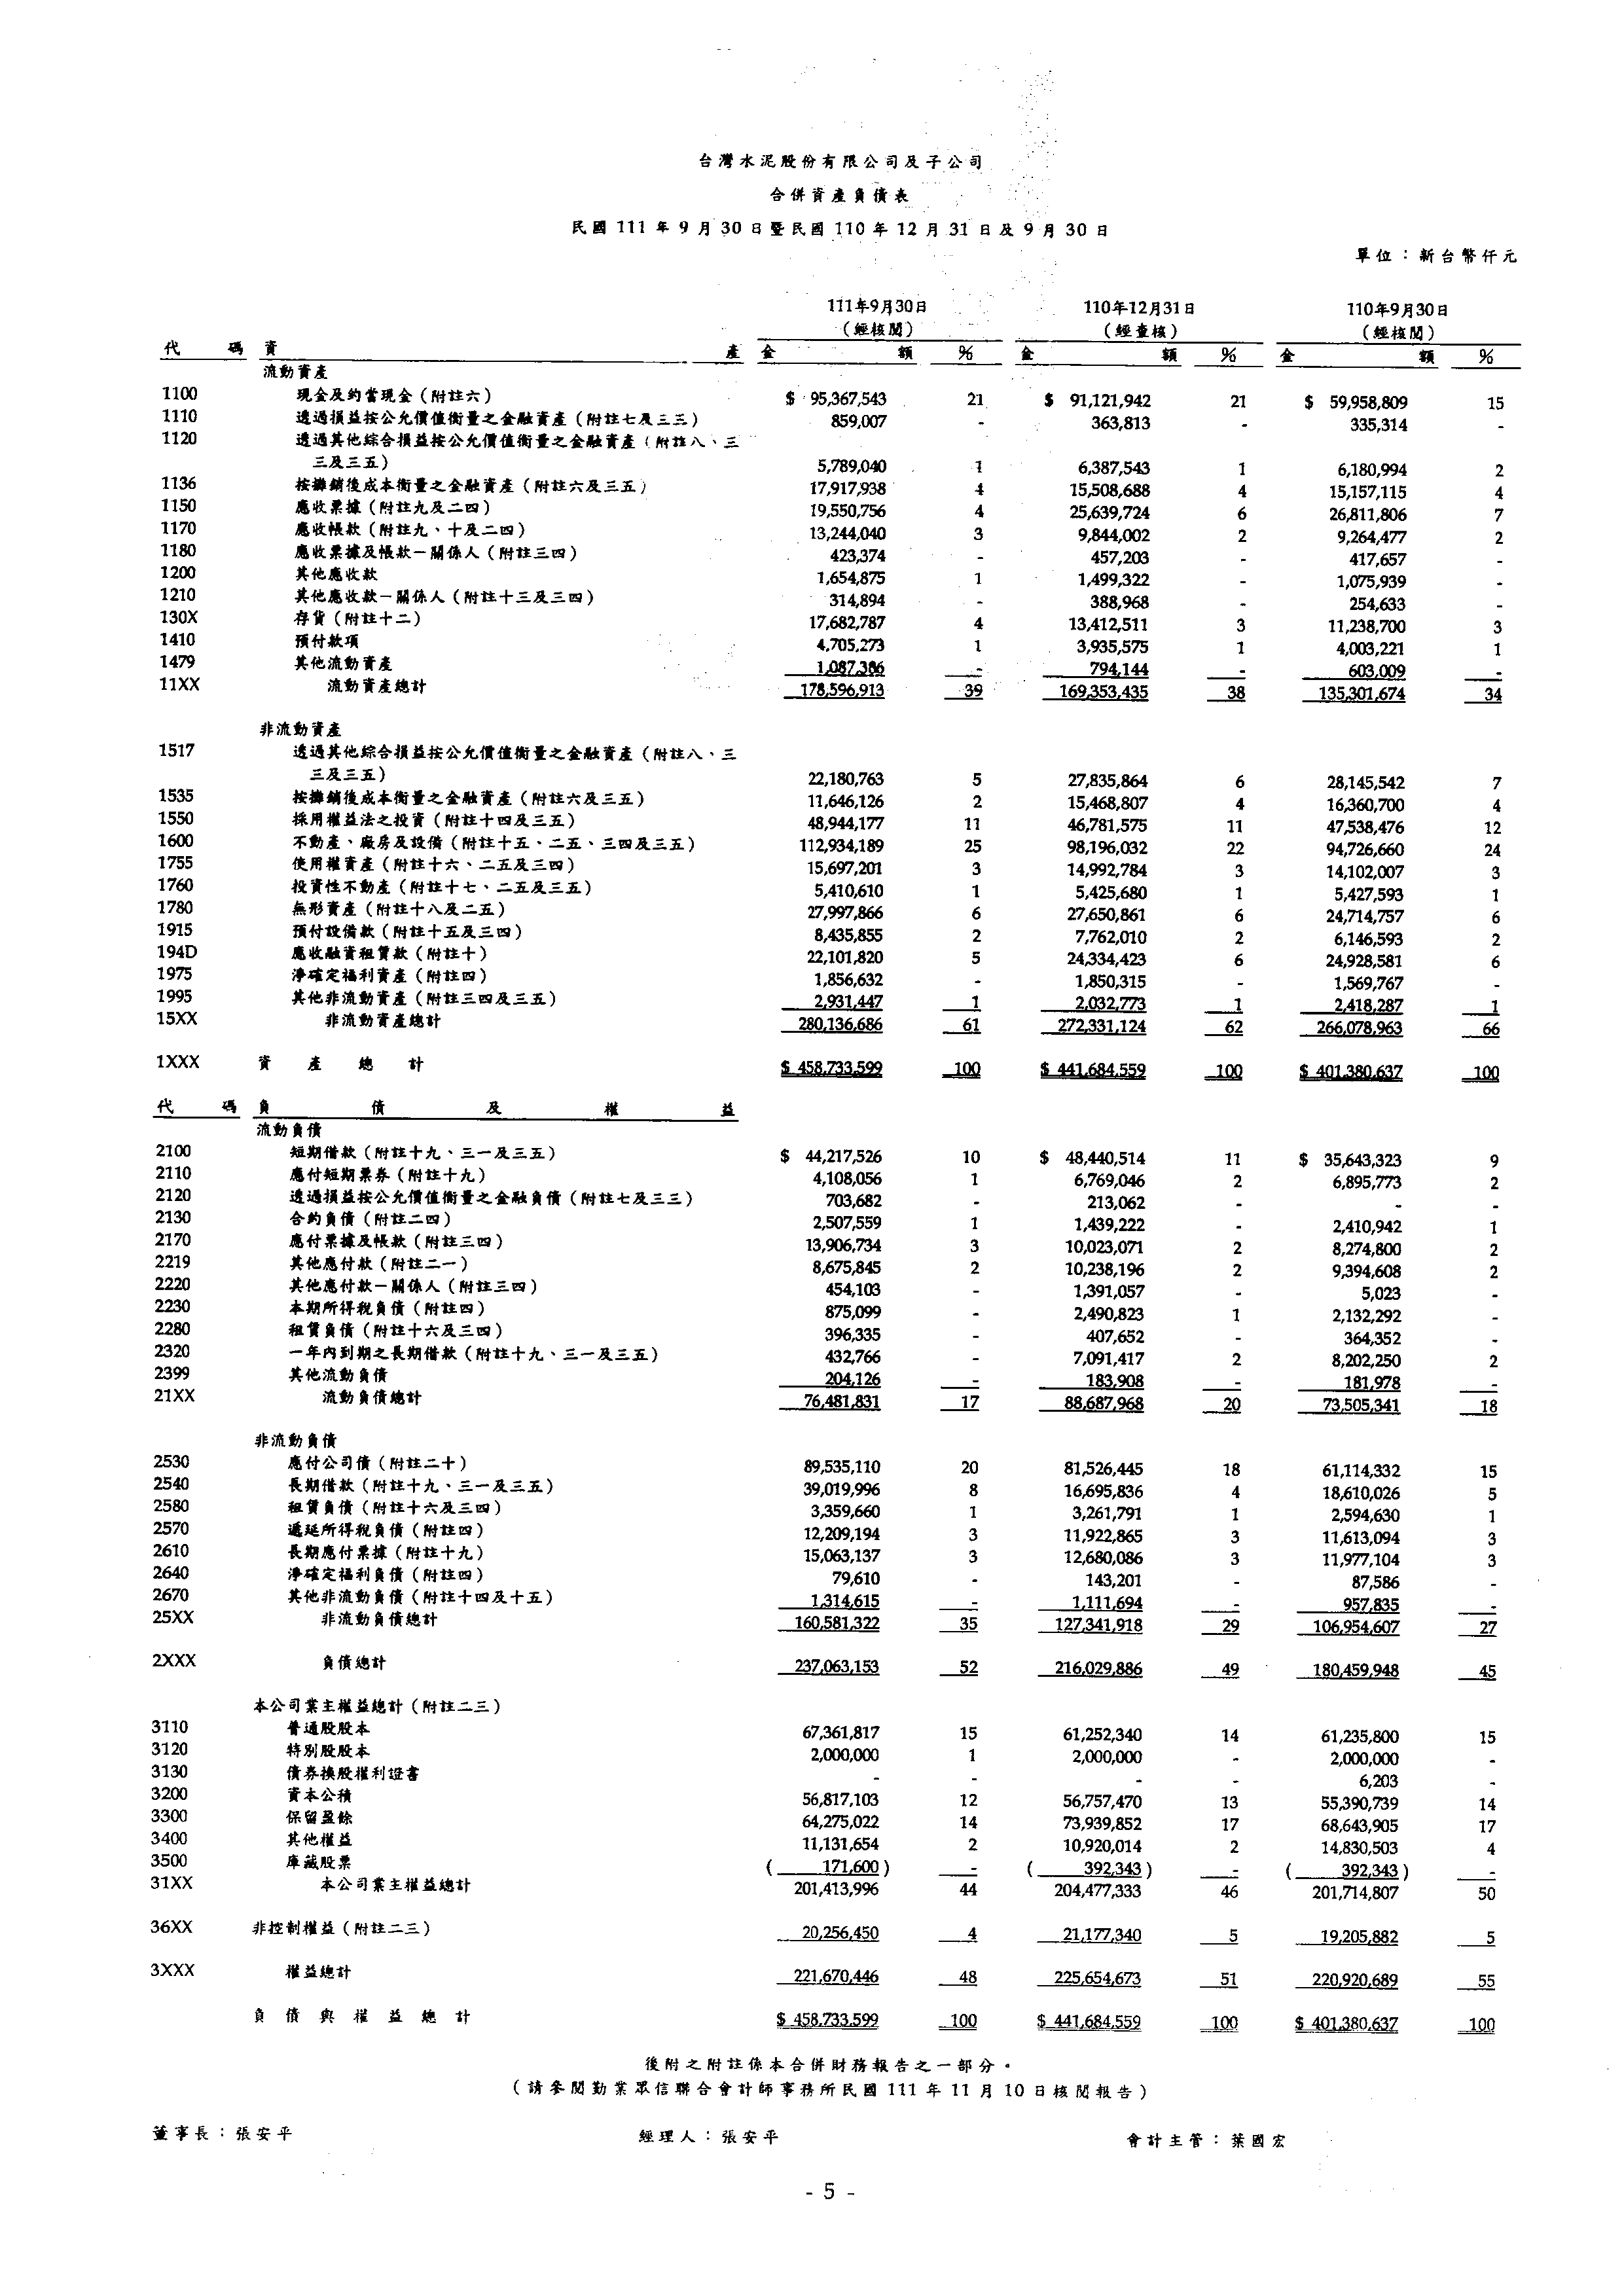 台灣水泥股份有限公司及子公司
合併資產負債表
民國 111 年 9 月 30 日暨民國 110 年 12 月 31 日及 9 月 30 日
單位：新台幣仟元
111年9月30日 110年12月31日 110年9月30日
（經核閱） （經查核） （經核閱）
代 碼 資 產 金 額 % 金 額 % 金 額 %
流動資產
1100 現金及約當現金（附註六） $ 95,367,543 21 $ 91,121,942 21 $ 59,958,809 15
1110 透過損益按公允價值衡量之金融資產（附註七及三三） 859,007 - 363,813 - 335,314 -
1120 透過其他綜合損益按公允價值衡量之金融資產（附註八、三
三及三五） 5,789,040 1 6,387,543 1 6,180,994 2
1136 按攤銷後成本衡量之金融資產（附註六及三五） 17,917,938 4 15,508,688 4 15,157,115 4
1150 應收票據（附註九及二四） 19,550,756 4 25,639,724 6 26,811,806 7
1170 應收帳款（附註九、十及二四） 13,244,040 3 9,844,002 2 9,264,477 2
1180 應收票據及帳款－關係人（附註三四） 423,374 - 457,203 - 417,657 -
1200 其他應收款 1,654,875 1 1,499,322 - 1,075,939 -
1210 其他應收款－關係人（附註十三及三四） 314,894 - 388,968 - 254,633 -
130X 存貨（附註十二） 17,682,787 4 13,412,511 3 11,238,700 3
1410 預付款項 4,705,273 1 3,935,575 1 4,003,221 1
1479 其他流動資產 1,087,386 - 794,144 - 603,009 -
11XX 流動資產總計 178,596,913 39 169,353,435 38 135,301,674 34
非流動資產
1517 透過其他綜合損益按公允價值衡量之金融資產（附註八、三
三及三五） 22,180,763 5 27,835,864 6 28,145,542 7
1535 按攤銷後成本衡量之金融資產（附註六及三五） 11,646,126 2 15,468,807 4 16,360,700 4
1550 採用權益法之投資（附註十四及三五） 48,944,177 11 46,781,575 11 47,538,476 12
1600 不動產、廠房及設備（附註十五、二五、三四及三五） 112,934,189 25 98,196,032 22 94,726,660 24
1755 使用權資產（附註十六、二五及三四） 15,697,201 3 14,992,784 3 14,102,007 3
1760 投資性不動產（附註十七、二五及三五） 5,410,610 1 5,425,680 1 5,427,593 1
1780 無形資產（附註十八及二五） 27,997,866 6 27,650,861 6 24,714,757 6
1915 預付設備款（附註十五及三四） 8,435,855 2 7,762,010 2 6,146,593 2
194D 應收融資租賃款（附註十） 22,101,820 5 24,334,423 6 24,928,581 6
1975 淨確定福利資產（附註四） 1,856,632 - 1,850,315 - 1,569,767 -
1995 其他非流動資產（附註三四及三五） 2,931,447 1 2,032,773 1 2,418,287 1
15XX 非流動資產總計 280,136,686 61 272,331,124 62 266,078,963 66
1XXX 資 產 總 計 $ 458,733,599 100 $ 441,684,559 100 $ 401,380,637 100
代 碼 負 債 及 權 益
流動負債
2100 短期借款（附註十九、三一及三五） $ 44,217,526 10 $ 48,440,514 11 $ 35,643,323 9
2110 應付短期票券（附註十九） 4,108,056 1 6,769,046 2 6,895,773 2
2120 透過損益按公允價值衡量之金融負債（附註七及三三） 703,682 - 213,062 - - -
2130 合約負債（附註二四） 2,507,559 1 1,439,222 - 2,410,942 1
2170 應付票據及帳款（附註三四） 13,906,734 3 10,023,071 2 8,274,800 2
2219 其他應付款（附註二一） 8,675,845 2 10,238,196 2 9,394,608 2
2220 其他應付款－關係人（附註三四） 454,103 - 1,391,057 - 5,023 -
2230 本期所得稅負債（附註四） 875,099 - 2,490,823 1 2,132,292 -
2280 租賃負債（附註十六及三四） 396,335 - 407,652 - 364,352 -
2320 一年內到期之長期借款（附註十九、三一及三五） 432,766 - 7,091,417 2 8,202,250 2
2399 其他流動負債 204,126 - 183,908 - 181,978 -
21XX 流動負債總計 76,481,831 17 88,687,968 20 73,505,341 18
非流動負債
2530 應付公司債（附註二十） 89,535,110 20 81,526,445 18 61,114,332 15
2540 長期借款（附註十九、三一及三五） 39,019,996 8 16,695,836 4 18,610,026 5
2580 租賃負債（附註十六及三四） 3,359,660 1 3,261,791 1 2,594,630 1
2570 遞延所得稅負債（附註四） 12,209,194 3 11,922,865 3 11,613,094 3
2610 長期應付票據（附註十九） 15,063,137 3 12,680,086 3 11,977,104 3
2640 淨確定福利負債（附註四） 79,610 - 143,201 - 87,586 -
2670 其他非流動負債（附註十四及十五） 1,314,615 - 1,111,694 - 957,835 -
25XX 非流動負債總計 160,581,322 35 127,341,918 29 106,954,607 27
2XXX 負債總計 237,063,153 52 216,029,886 49 180,459,948 45
本公司業主權益總計（附註二三）
3110 普通股股本 67,361,817 15 61,252,340 14 61,235,800 15
3120 特別股股本 2,000,000 1 2,000,000 - 2,000,000 -
3130 債券換股權利證書 - - - - 6,203 -
3200 資本公積 56,817,103 12 56,757,470 13 55,390,739 14
3300 保留盈餘 64,275,022 14 73,939,852 17 68,643,905 17
3400 其他權益 11,131,654 2 10,920,014 2 14,830,503 4
3500 庫藏股票 ( 171,600 ) - ( 392,343 ) - ( 392,343 ) -
31XX 本公司業主權益總計 201,413,996 44 204,477,333 46 201,714,807 50
36XX 非控制權益（附註二三） 20,256,450 4 21,177,340 5 19,205,882 5
3XXX 權益總計 221,670,446 48 225,654,673 51 220,920,689 55
負 債 與 權 益 總 計 $ 458,733,599 100 $ 441,684,559 100 $ 401,380,637 100
後附之附註係本合併財務報告之一部分。
（請參閱勤業眾信聯合會計師事務所民國 111 年 11 月 10 日核閱報告）
董事長：張安平 經理人：張安平 會計主管：葉國宏
- 5 -